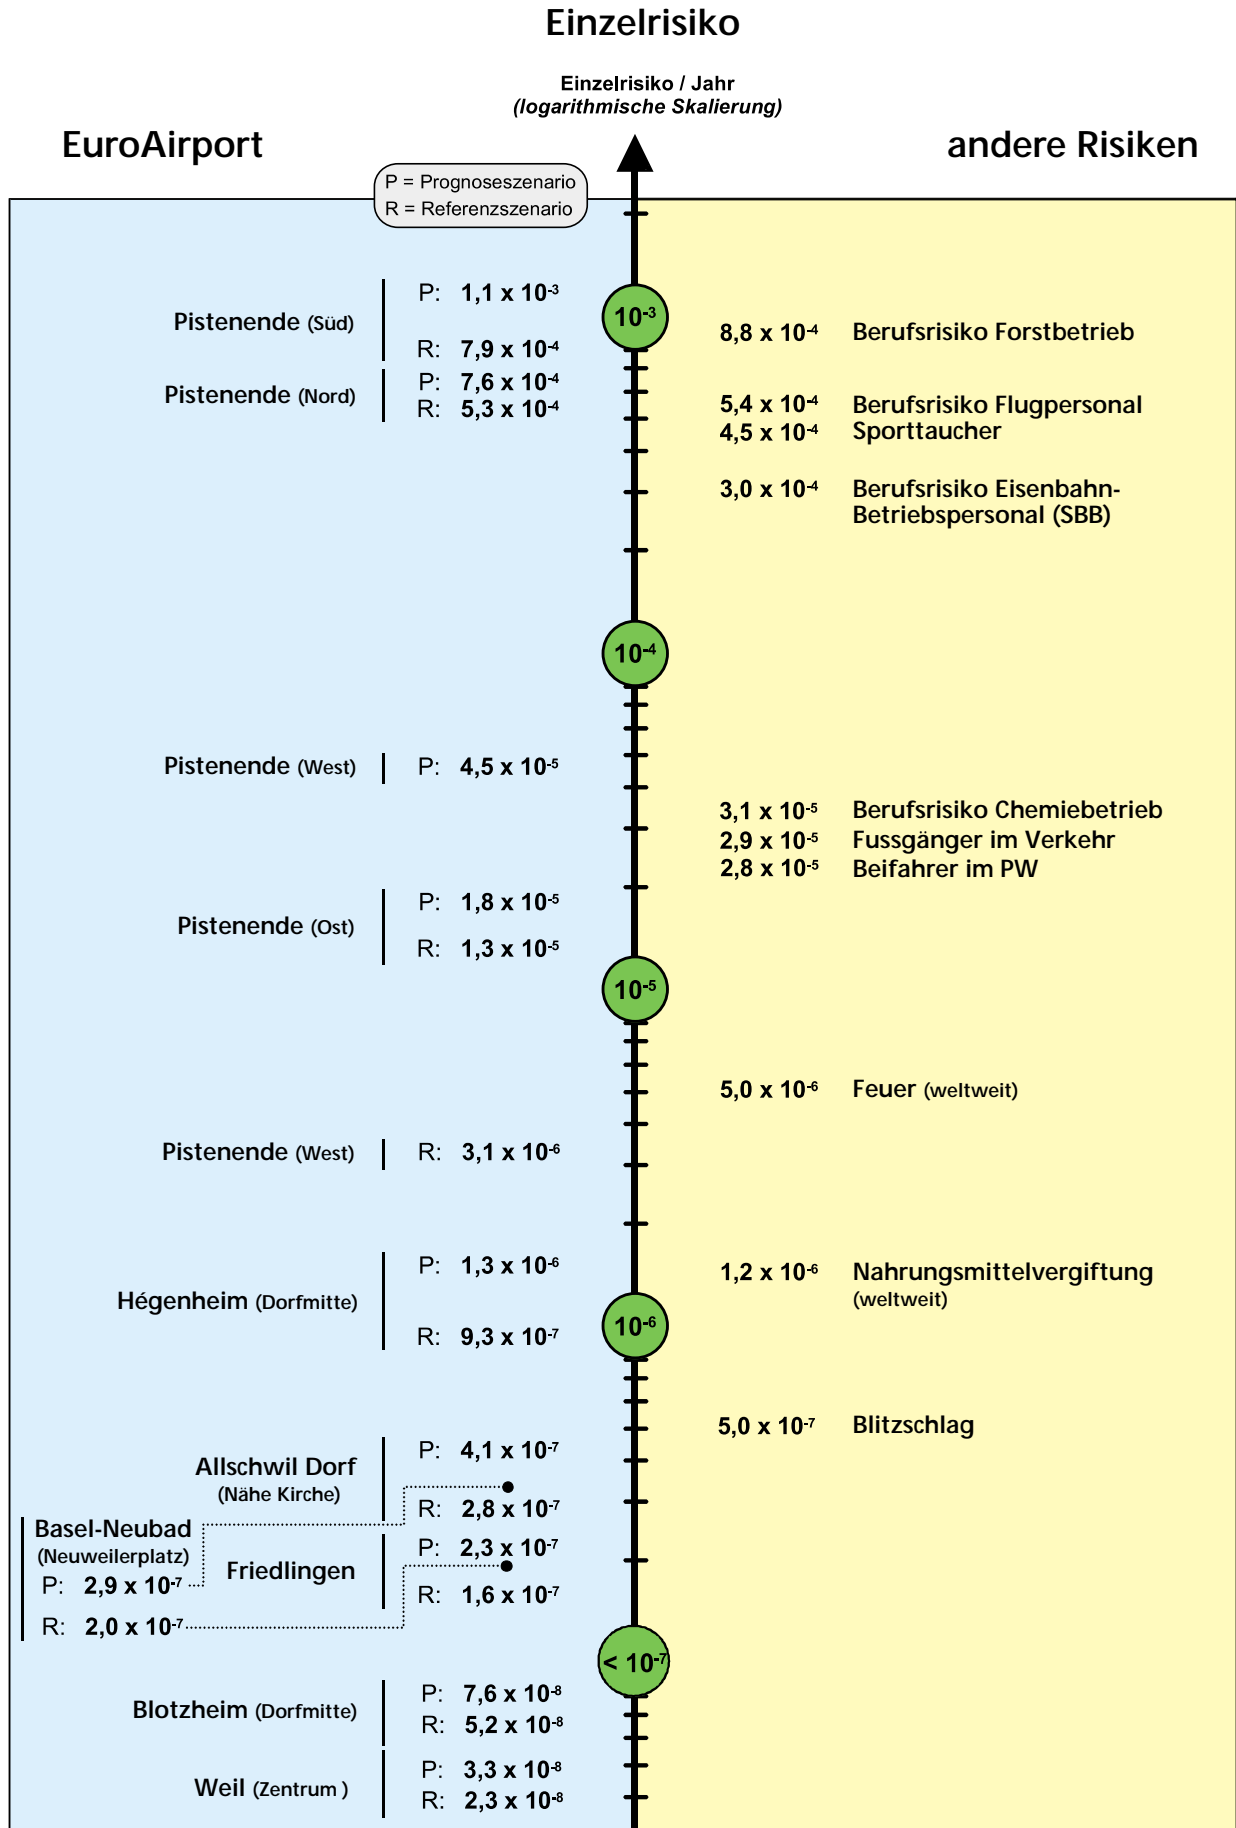 Einzelrisiko
Einzelrisiko / Jahr
(logarithmische Skalierung)
EuroAirport
andere Risiken
P = Prognoseszenario
R = Referenzszenario
Pistenende (Süd)
P: 1,1 x 10⁻³
R: 7,9 x 10⁻⁴
Pistenende (Nord)
P: 7,6 x 10⁻⁴
R: 5,3 x 10⁻⁴
Pistenende (West)
P: 4,5 x 10⁻⁵
Pistenende (Ost)
P: 1,8 x 10⁻⁵
R: 1,3 x 10⁻⁵
Pistenende (West)
R: 3,1 x 10⁻⁶
Hégenheim (Dorfmitte)
P: 1,3 x 10⁻⁶
R: 9,3 x 10⁻⁷
Allschwil Dorf
(Nähe Kirche)
P: 4,1 x 10⁻⁷
R: 2,8 x 10⁻⁷
Basel-Neubad
(Neuweilerplatz)
P: 2,9 x 10⁻⁷
R: 2,0 x 10⁻⁷
Friedlingen
P: 2,3 x 10⁻⁷
R: 1,6 x 10⁻⁷
Blotzheim (Dorfmitte)
P: 7,6 x 10⁻⁸
R: 5,2 x 10⁻⁸
Weil (Zentrum )
P: 3,3 x 10⁻⁸
R: 2,3 x 10⁻⁸
10⁻³
10⁻⁴
10⁻⁵
10⁻⁶
< 10⁻⁷
8,8 x 10⁻⁴ Berufsrisiko Forstbetrieb
5,4 x 10⁻⁴ Berufsrisiko Flugpersonal
4,5 x 10⁻⁴ Sporttaucher
3,0 x 10⁻⁴ Berufsrisiko Eisenbahn-
Betriebspersonal (SBB)
3,1 x 10⁻⁵ Berufsrisiko Chemiebetrieb
2,9 x 10⁻⁵ Fussgänger im Verkehr
2,8 x 10⁻⁵ Beifahrer im PW
5,0 x 10⁻⁶ Feuer (weltweit)
1,2 x 10⁻⁶ Nahrungsmittelvergiftung
(weltweit)
5,0 x 10⁻⁷ Blitzschlag